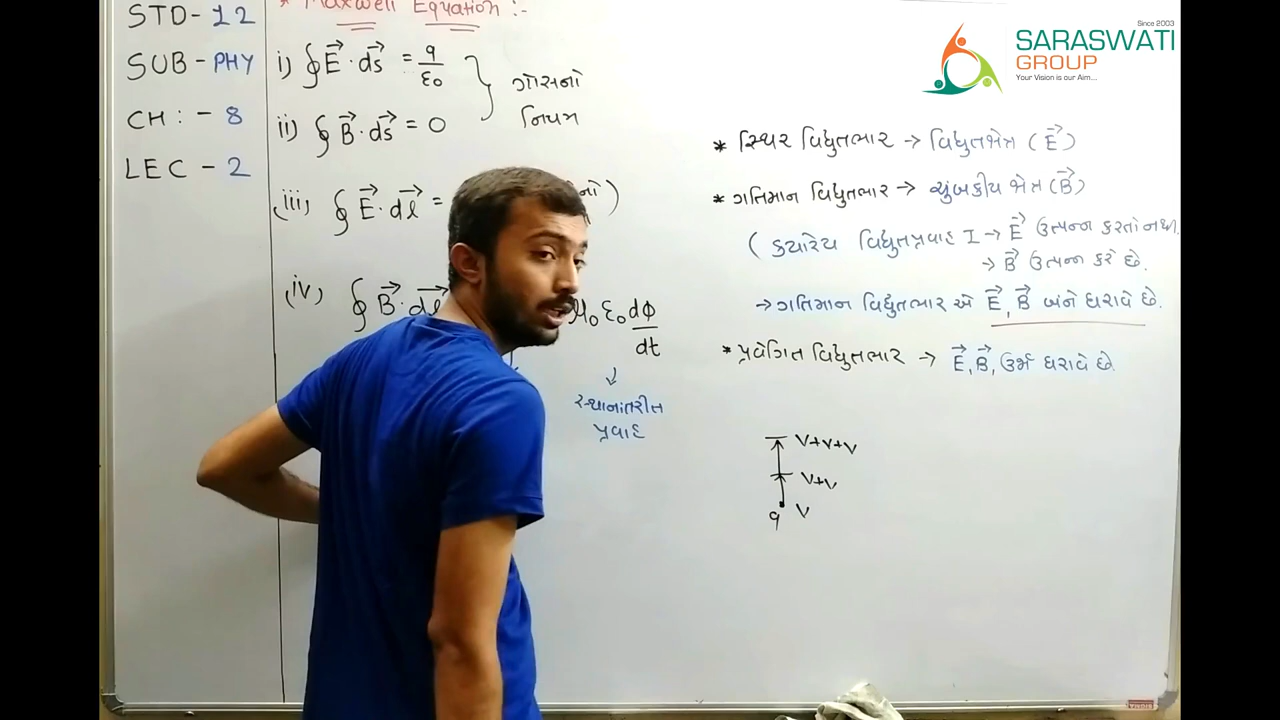 STD- 12
SUB - PHY
CH : - 8
LEC - 2
* Maxwell Equation :-
i) ∮E⃗ · ds⃗ = q/ε₀
ii) ∮B⃗ · ds⃗ = 0
ગૉસનો
નિયમ
(iii) ∮E⃗ · dl⃗ =
(iv) ∮B⃗ · dl⃗
μ₀ ε₀ dφ/dt
↓
સ્થાનાંતરીત
પ્રવાહ
Since 2003
SARASWATI
GROUP
Your Vision is our Aim...
* સ્થિર વિદ્યુતભાર → વિદ્યુતક્ષેત્ર (E⃗)
* ગતિમાન વિદ્યુતભાર → ચુંબકીય ક્ષેત્ર (B⃗)
( ક્યારેય વિદ્યુતપ્રવાહ I → E⃗ ઉત્પન્ન કરતાં નથી.
→ B⃗ ઉત્પન્ન કરે છે.
→ ગતિમાન વિદ્યુતભાર એ E⃗, B⃗ બંને ધરાવે છે.
* પ્રવેગિત વિદ્યુતભાર → E⃗, B⃗, ઉર્જા ધરાવે છે.
V+V+V
V+V
q V